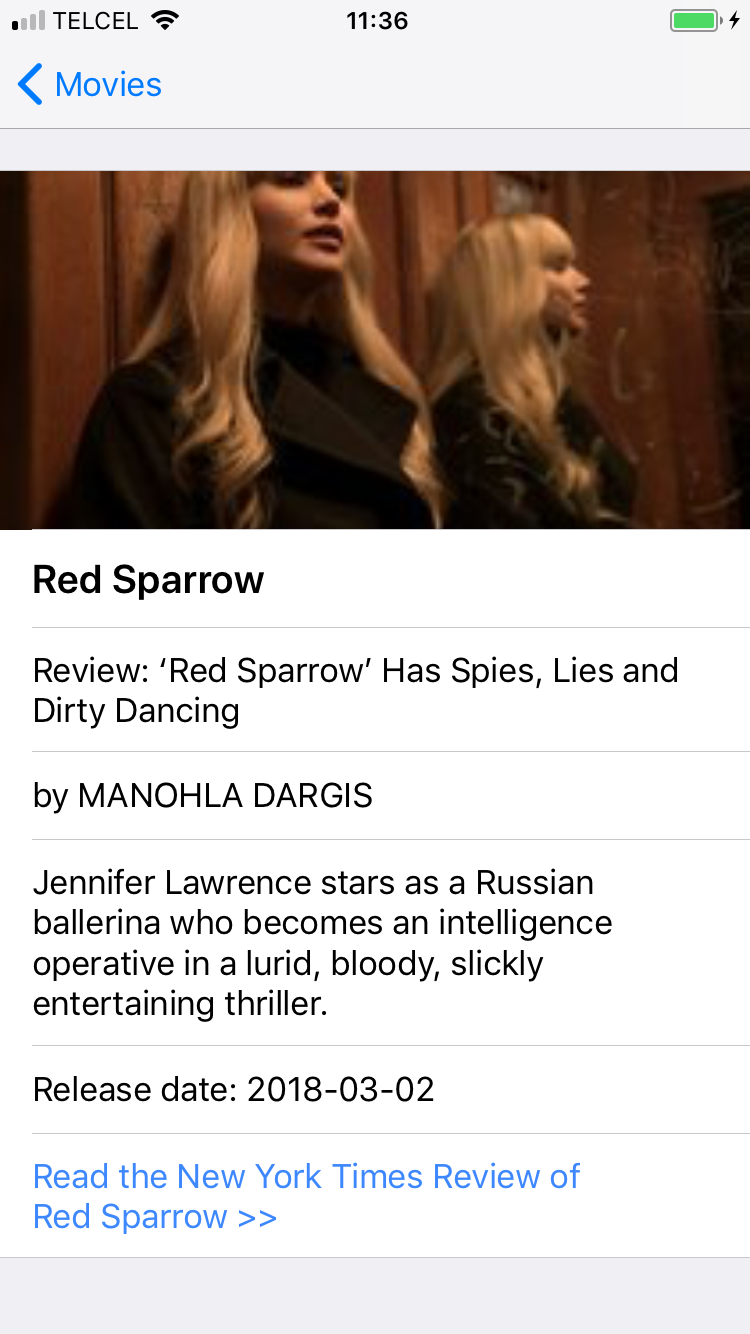 TELCEL 11:36
Movies
Red Sparrow
Review: ‘Red Sparrow’ Has Spies, Lies and
Dirty Dancing
by MANOHLA DARGIS
Jennifer Lawrence stars as a Russian
ballerina who becomes an intelligence
operative in a lurid, bloody, slickly
entertaining thriller.
Release date: 2018-03-02
Read the New York Times Review of
Red Sparrow >>